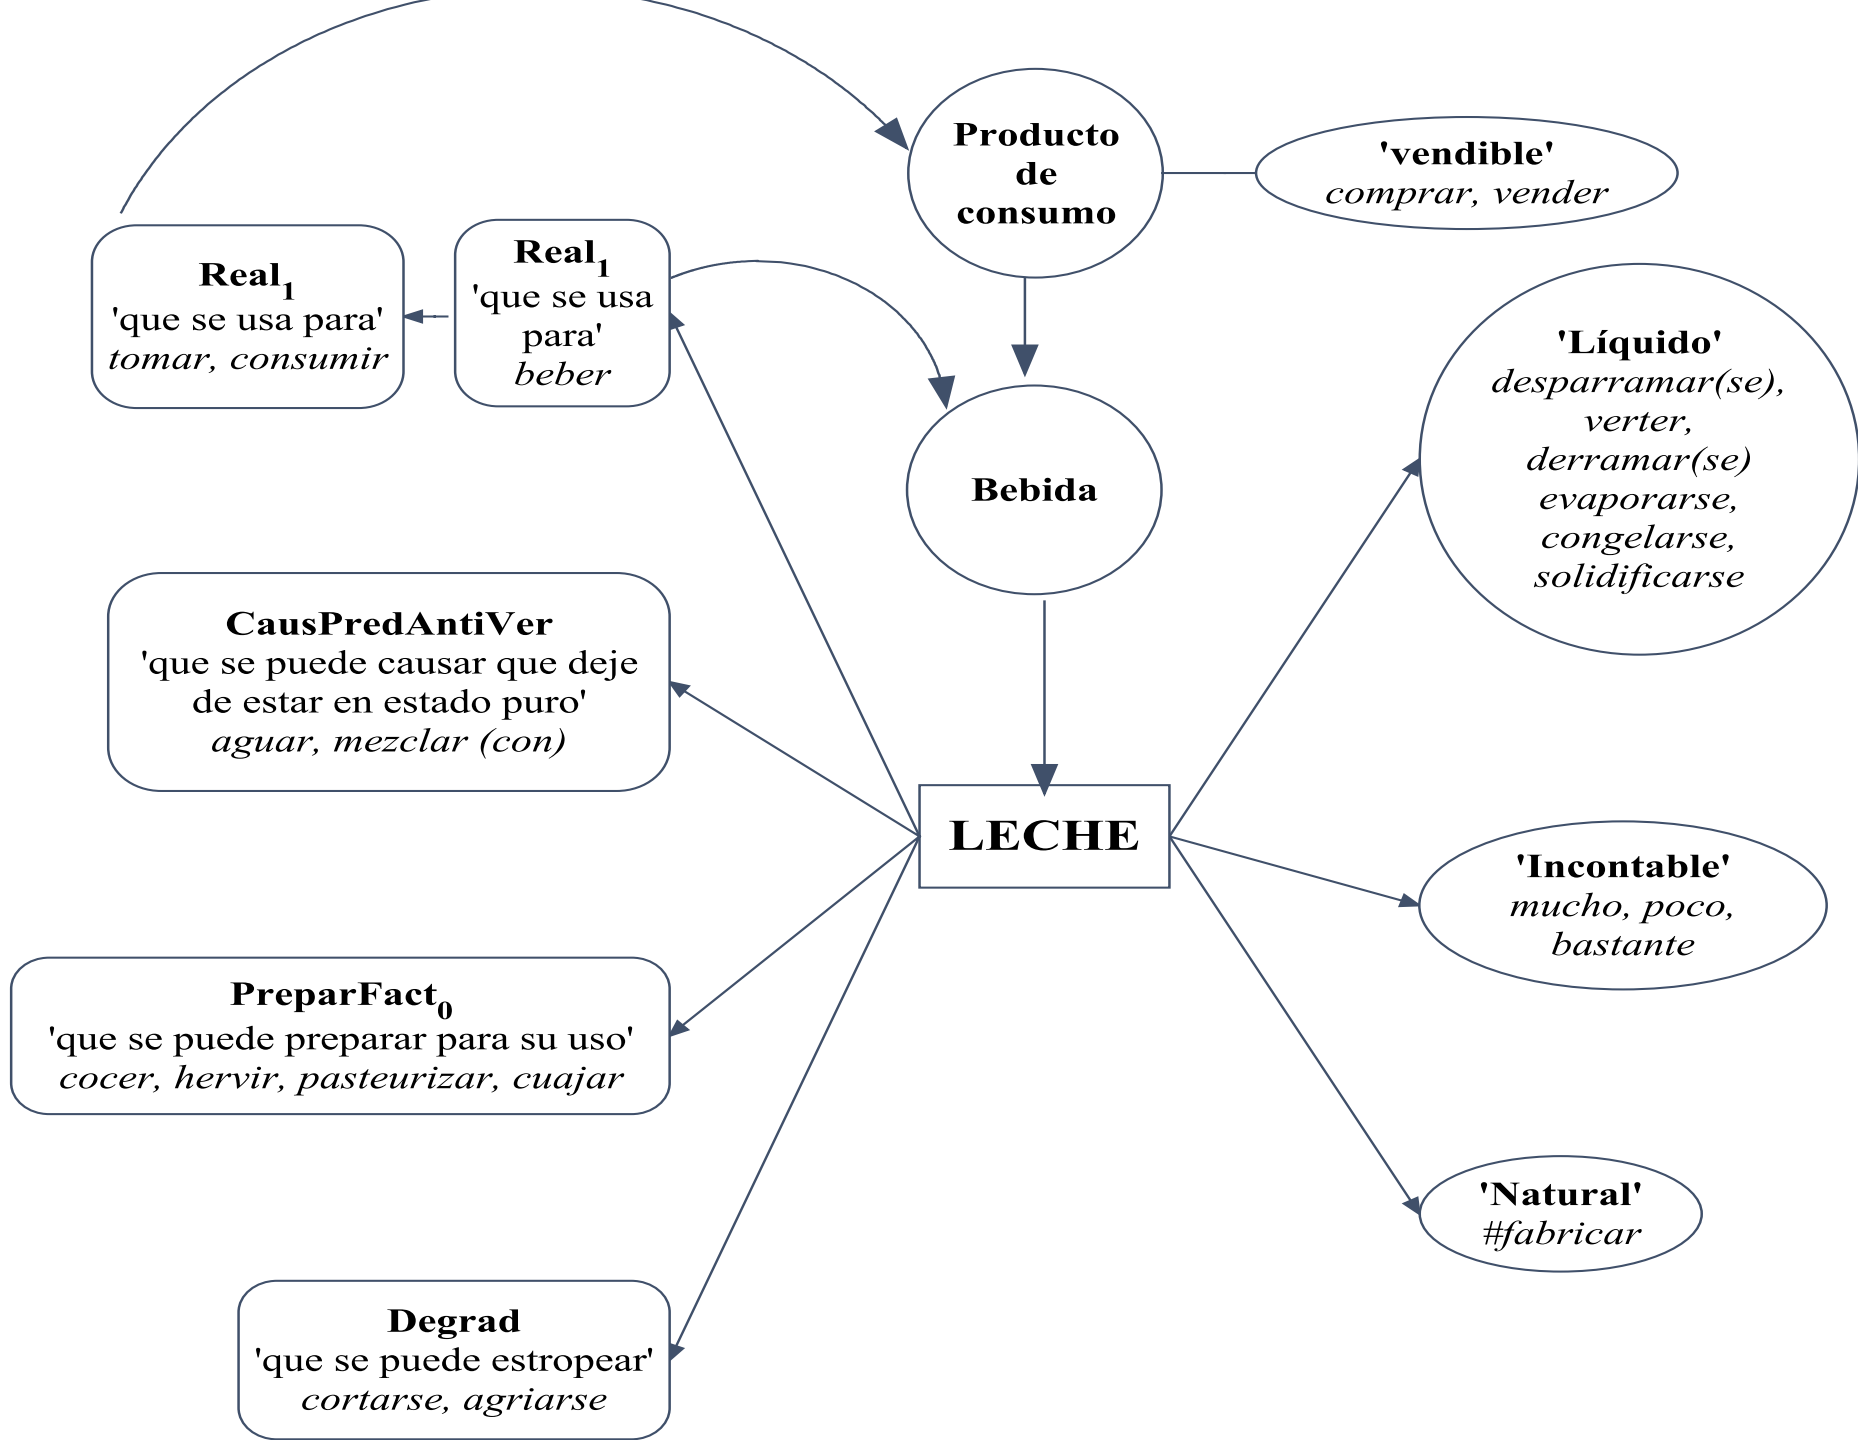 Producto
de
consumo
'vendible'
comprar, vender
Real1
'que se usa para'
tomar, consumir
Real1
'que se usa
para'
beber
'Líquido'
desparramar(se),
verter,
derramar(se)
evaporarse,
congelarse,
solidificarse
Bebida
CausPredAntiVer
'que se puede causar que deje
de estar en estado puro'
aguar, mezclar (con)
LECHE
'Incontable'
mucho, poco,
bastante
PreparFact0
'que se puede preparar para su uso'
cocer, hervir, pasteurizar, cuajar
'Natural'
#fabricar
Degrad
'que se puede estropear'
cortarse, agriarse